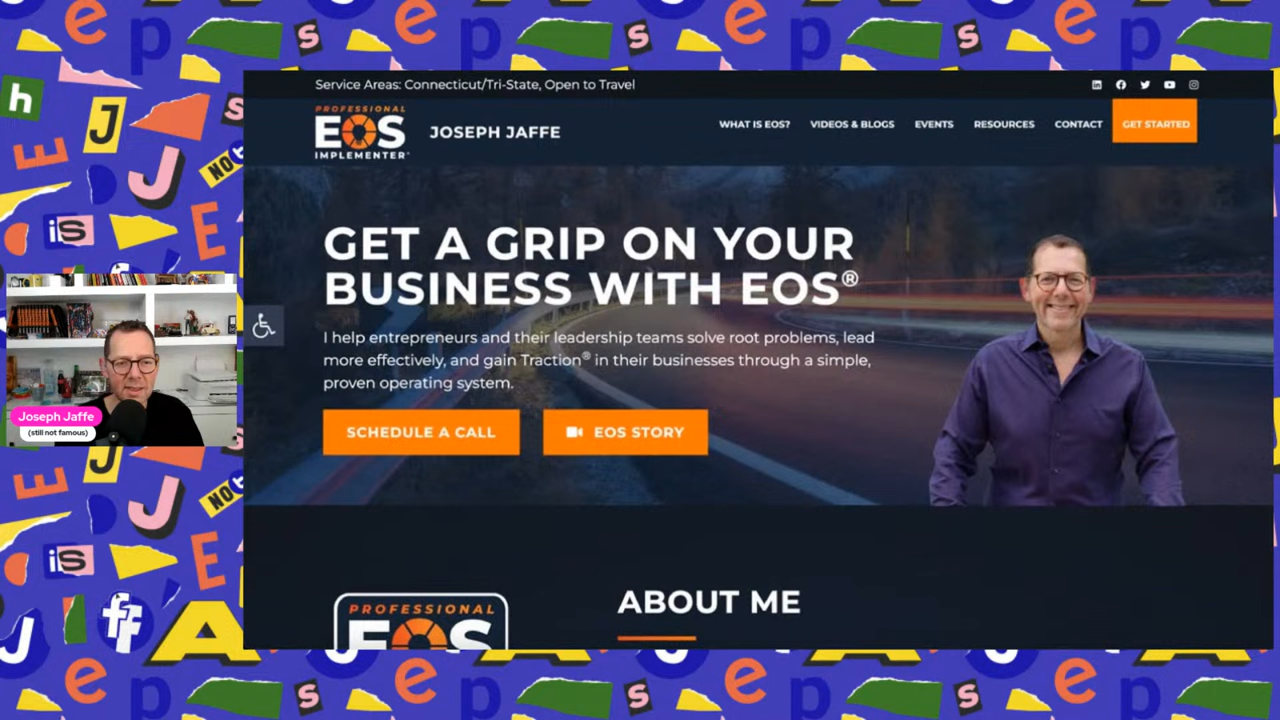 Service Areas: Connecticut/Tri-State, Open to Travel
PROFESSIONAL
EOS
IMPLEMENTER
JOSEPH JAFFE
WHAT IS EOS?
VIDEOS & BLOGS
EVENTS
RESOURCES
CONTACT
GET STARTED
GET A GRIP ON YOUR
BUSINESS WITH EOS®
I help entrepreneurs and their leadership teams solve root problems, lead
more effectively, and gain Traction® in their businesses through a simple,
proven operating system.
SCHEDULE A CALL
EOS STORY
Joseph Jaffe
(still not famous)
PROFESSIONAL
EOS
ABOUT ME